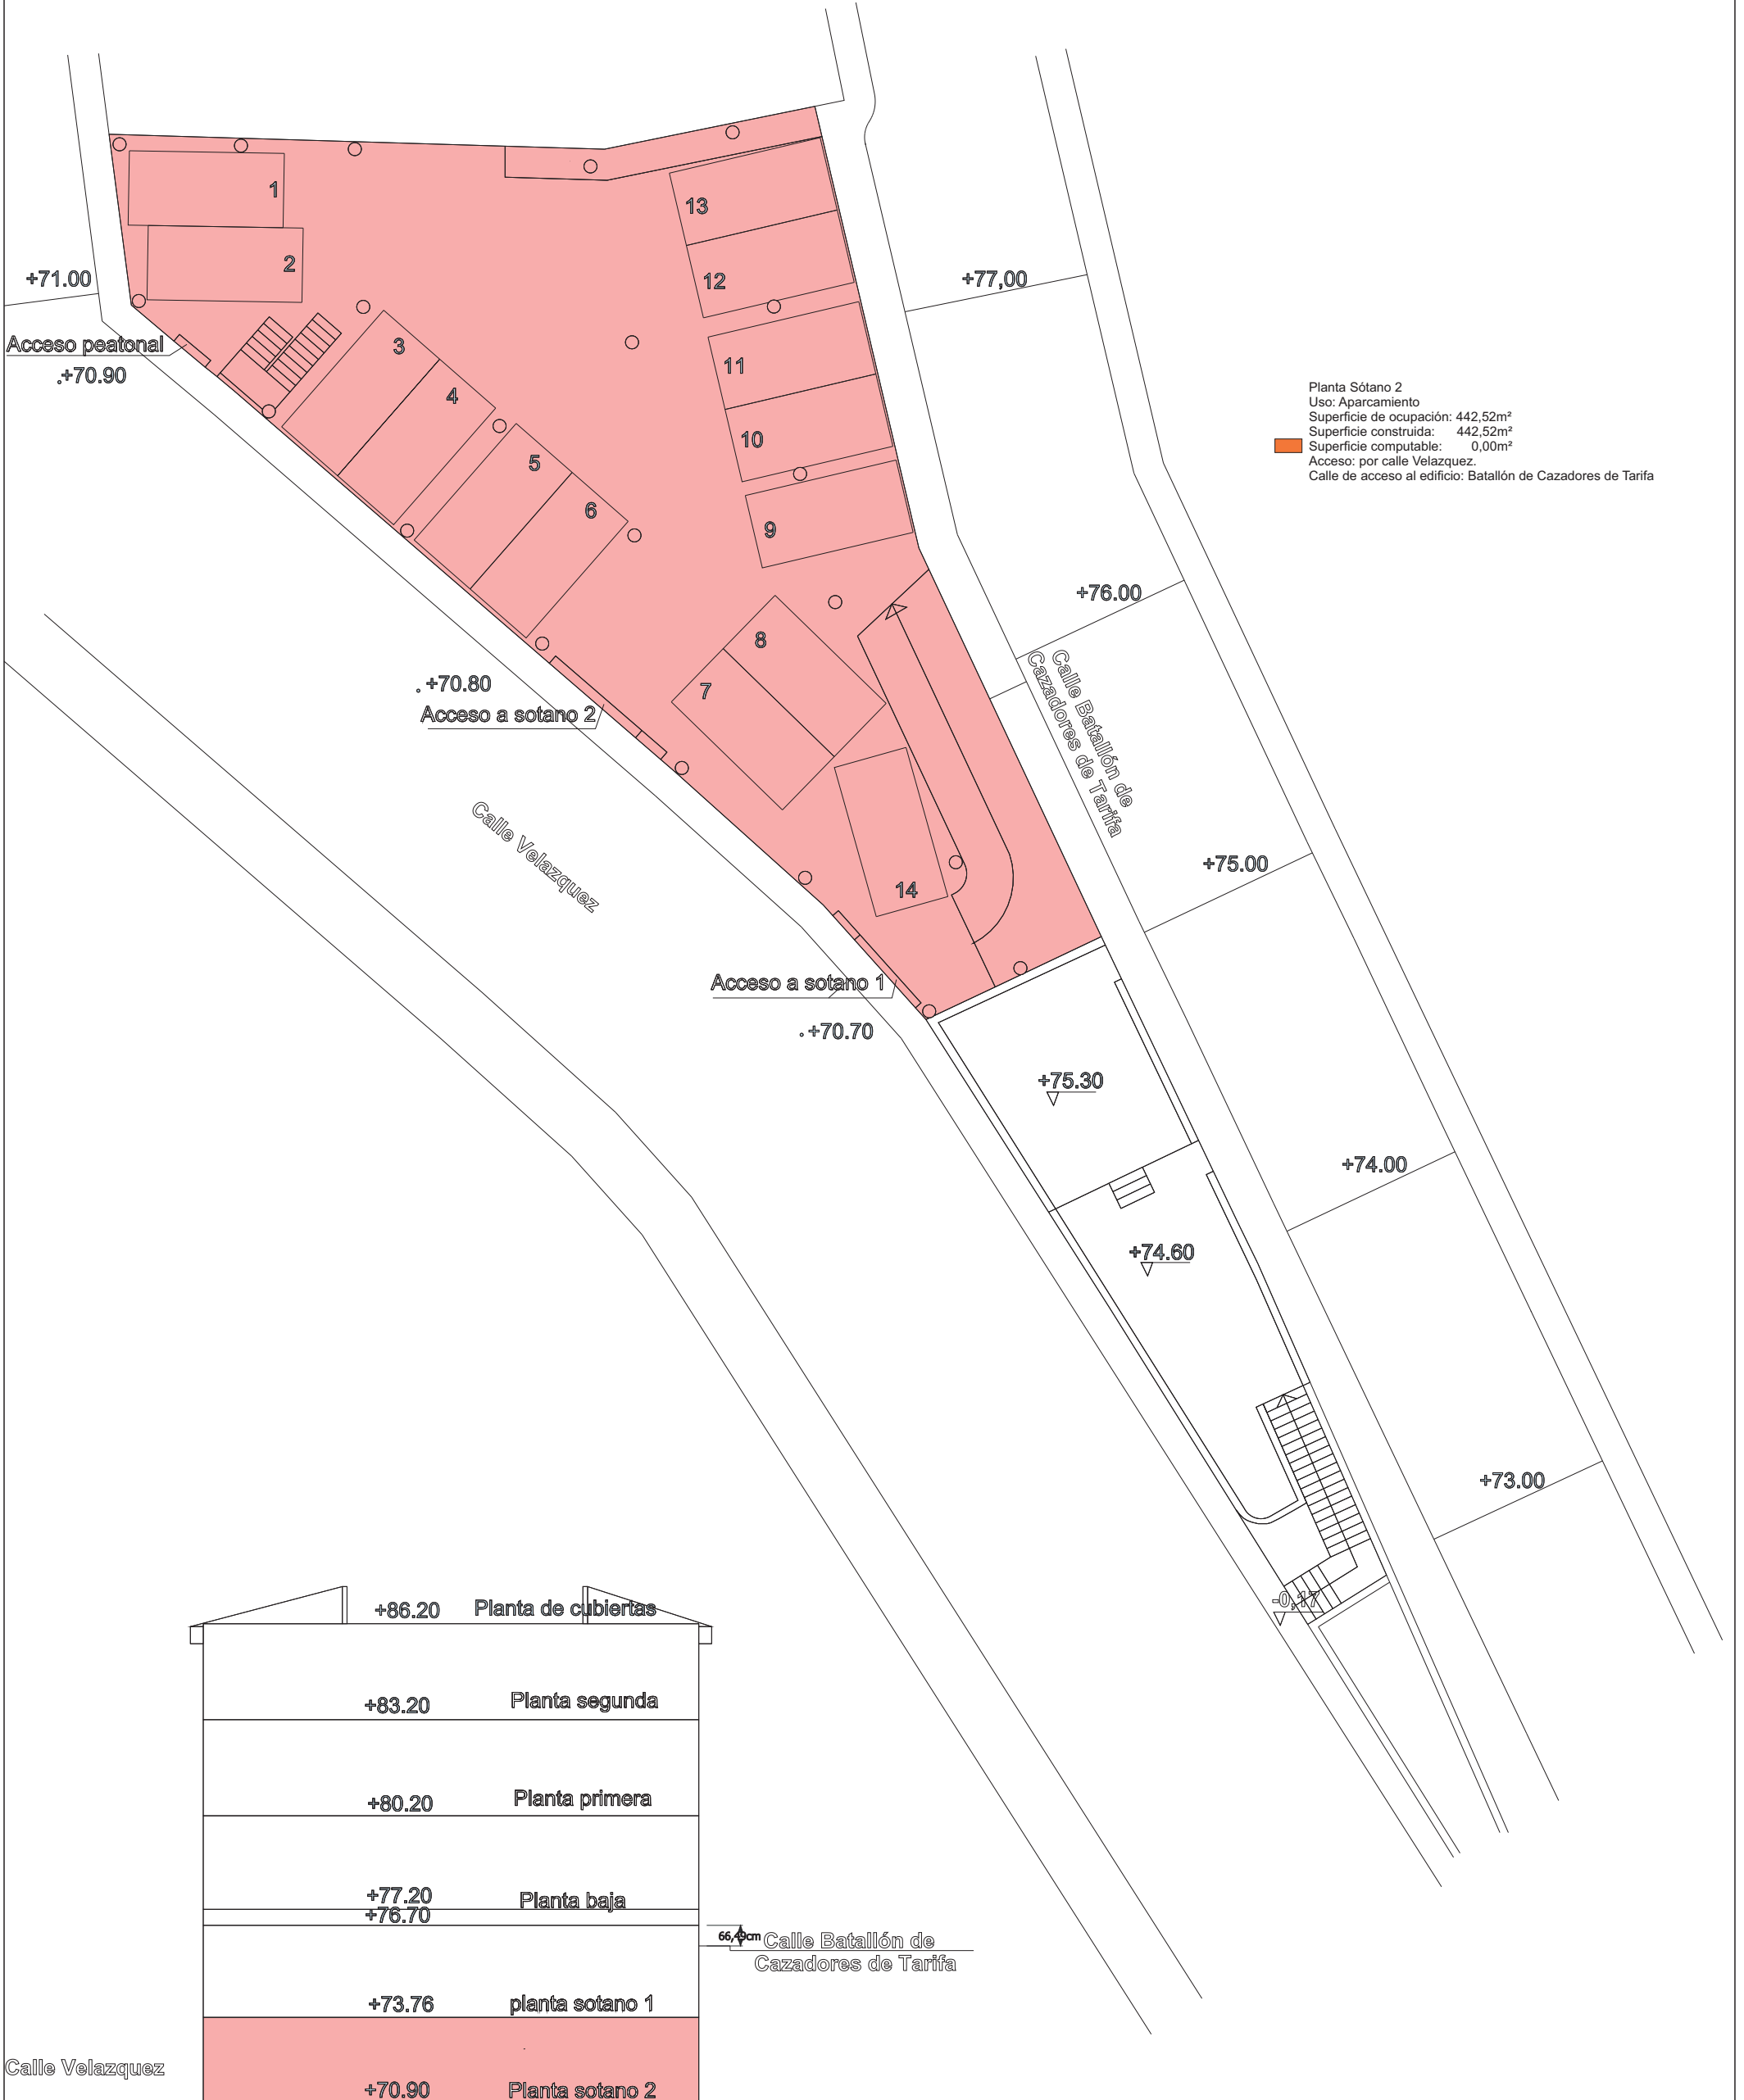 1
2
13
12
+71.00
+77,00
Acceso peatonal
.+70.90
3
4
11
10
5
6
9
Planta Sótano 2
Uso: Aparcamiento
Superficie de ocupación: 442,52m²
Superficie construida: 442,52m²
Superficie computable: 0,00m²
Acceso: por calle Velazquez.
Calle de acceso al edificio: Batallón de Cazadores de Tarifa
+76.00
8
7
. +70.80
Acceso a sotano 2
Calle Batallón de
Cazadores de Tarifa
Calle Velazquez
+75.00
14
Acceso a sotano 1
. +70.70
+75.30
+74.00
+74.60
+73.00
-0,17
+86.20 Planta de cubiertas
+83.20 Planta segunda
+80.20 Planta primera
+77.20 Planta baja
+76.70
66,49cm
Calle Batallón de
Cazadores de Tarifa
+73.76 planta sotano 1
Calle Velazquez
+70.90 Planta sotano 2